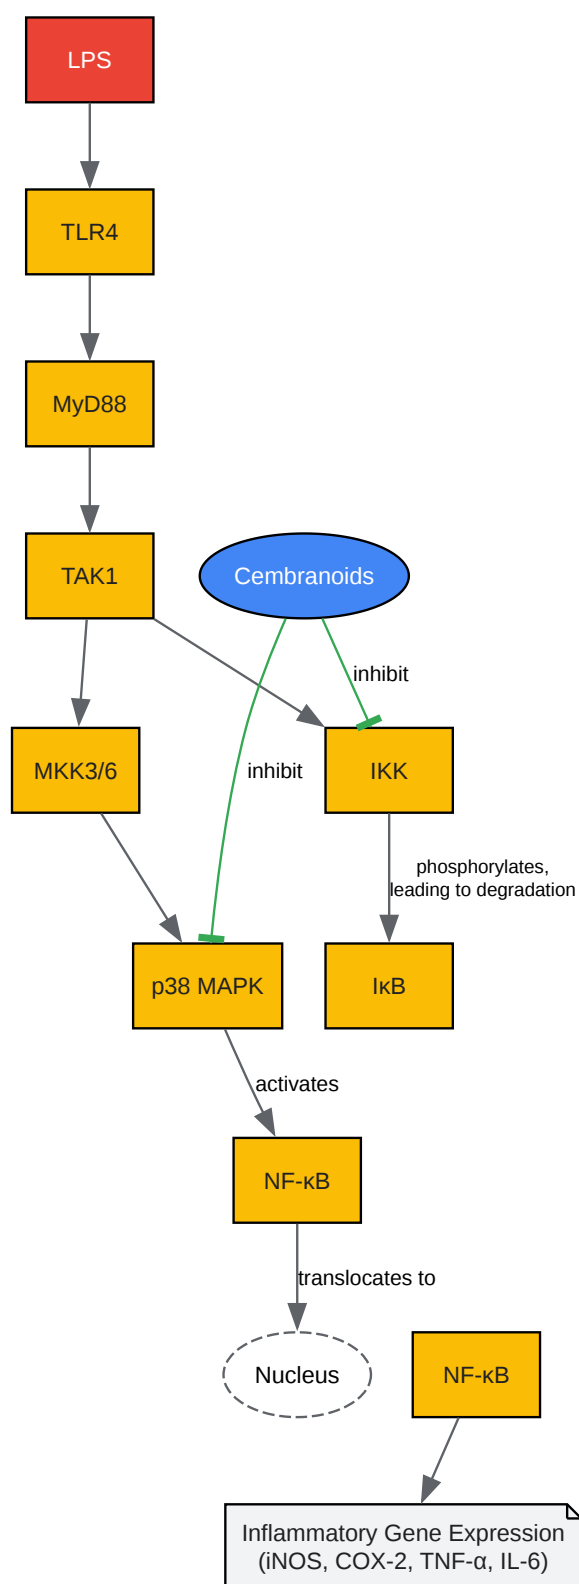 LPS
TLR4
MyD88
TAK1
Cembranoids
inhibit
MKK3/6
inhibit
IKK
phosphorylates,
leading to degradation
p38 MAPK
IκB
activates
NF-κB
translocates to
Nucleus
NF-κB
Inflammatory Gene Expression
(iNOS, COX-2, TNF-α, IL-6)